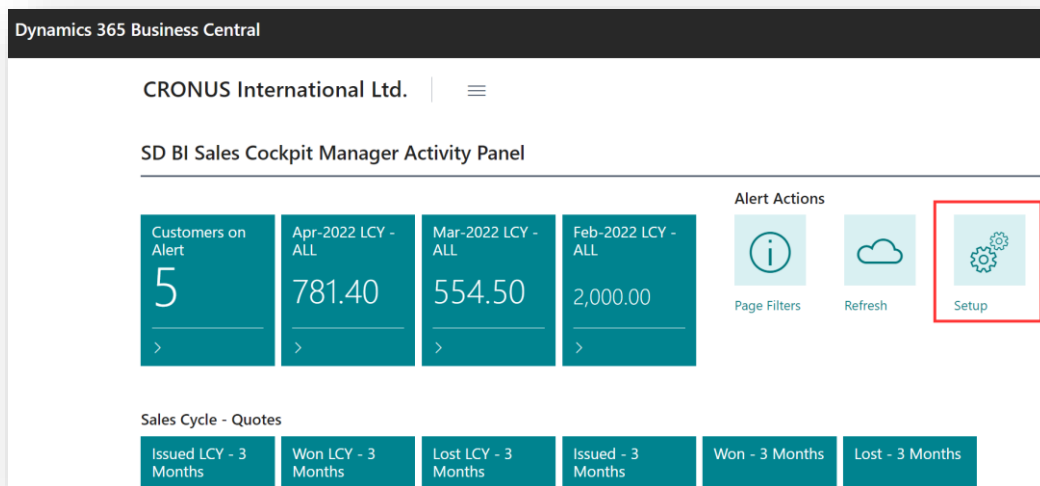 Dynamics 365 Business Central
CRONUS International Ltd.
SD BI Sales Cockpit Manager Activity Panel
Alert Actions
Customers on
Alert
5
Apr-2022 LCY -
ALL
781.40
Mar-2022 LCY -
ALL
554.50
Feb-2022 LCY -
ALL
2,000.00
Page Filters
Refresh
Setup
Sales Cycle - Quotes
Issued LCY - 3
Months
Won LCY - 3
Months
Lost LCY - 3
Months
Issued - 3
Months
Won - 3 Months
Lost - 3 Months